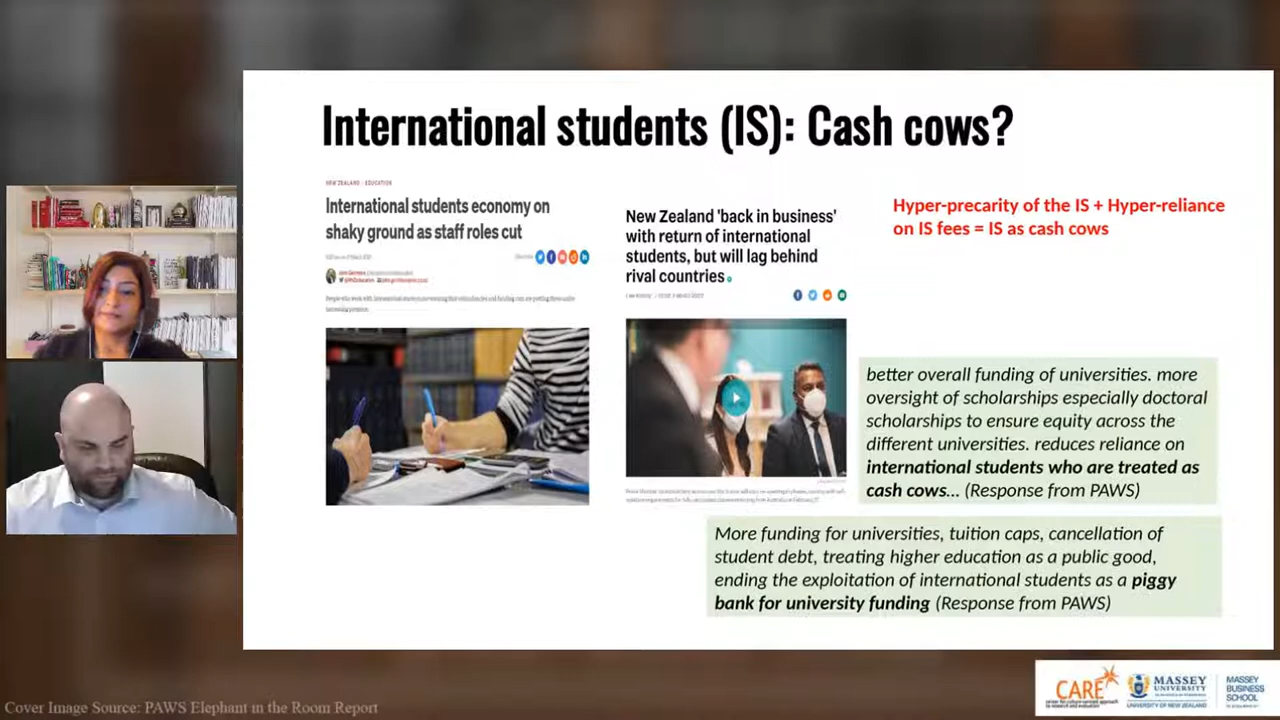 International students (IS): Cash cows?
NEW ZEALAND / EDUCATION
International students economy on
shaky ground as staff roles cut
New Zealand 'back in business'
with return of international
students, but will lag behind
rival countries
Hyper-precarity of the IS + Hyper-reliance
on IS fees = IS as cash cows
better overall funding of universities. more
oversight of scholarships especially doctoral
scholarships to ensure equity across the
different universities. reduces reliance on
international students who are treated as
cash cows... (Response from PAWS)
More funding for universities, tuition caps, cancellation of
student debt, treating higher education as a public good,
ending the exploitation of international students as a piggy
bank for university funding (Response from PAWS)
Cover Image Source: PAWS Elephant in the Room Report
CARE
MASSEY
UNIVERSITY
UNIVERSITY OF NEW ZEALAND
MASSEY
BUSINESS
SCHOOL